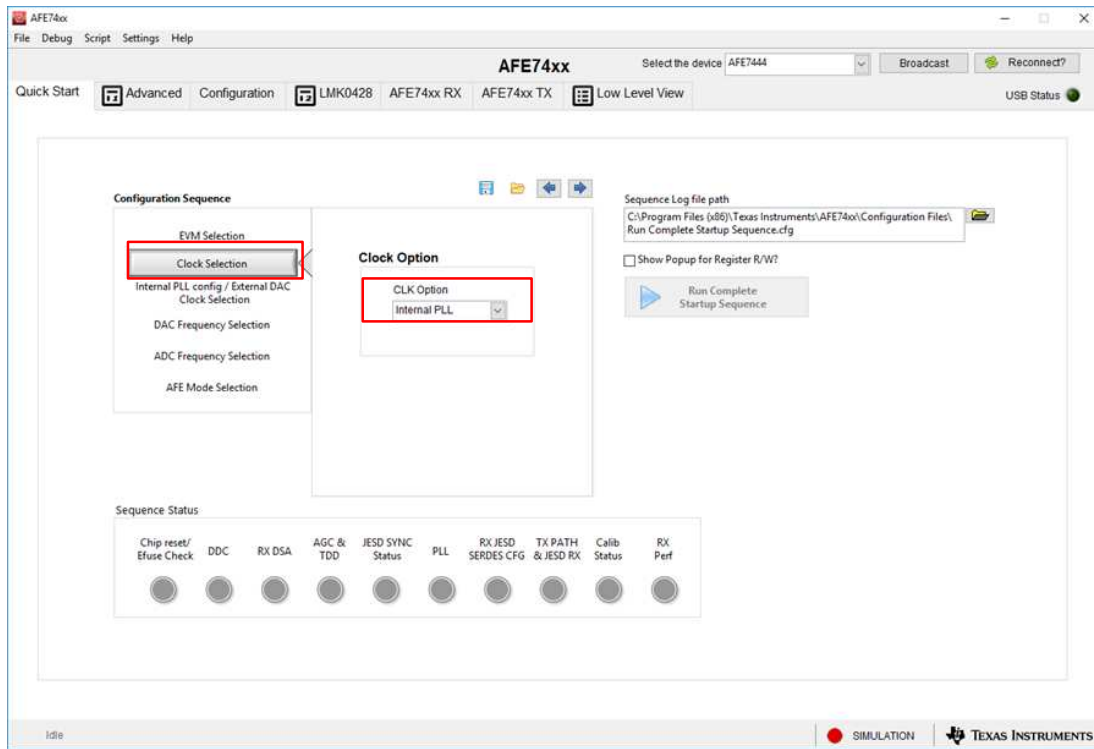 AFE74xx
File Debug Script Settings Help
AFE74xx
Select the device AFE7444
Broadcast
Reconnect?
Quick Start
Advanced
Configuration
LMK0428
AFE74xx RX
AFE74xx TX
Low Level View
USB Status
Configuration Sequence
EVM Selection
Clock Selection
Internal PLL config / External DAC
Clock Selection
DAC Frequency Selection
ADC Frequency Selection
AFE Mode Selection
Clock Option
CLK Option
Internal PLL
Sequence Log file path
C:\Program Files (x86)\Texas Instruments\AFE74xx\Configuration Files\
Run Complete Startup Sequence.cfg
Show Popup for Register R/W?
Run Complete
Startup Sequence
Sequence Status
Chip reset/
Efuse Check
DDC
RX DSA
AGC &
TDD
JESD SYNC
Status
PLL
RX JESD
SERDES CFG
TX PATH
& JESD RX
Calib
Status
RX
Perf
Idle
SIMULATION
TEXAS INSTRUMENTS